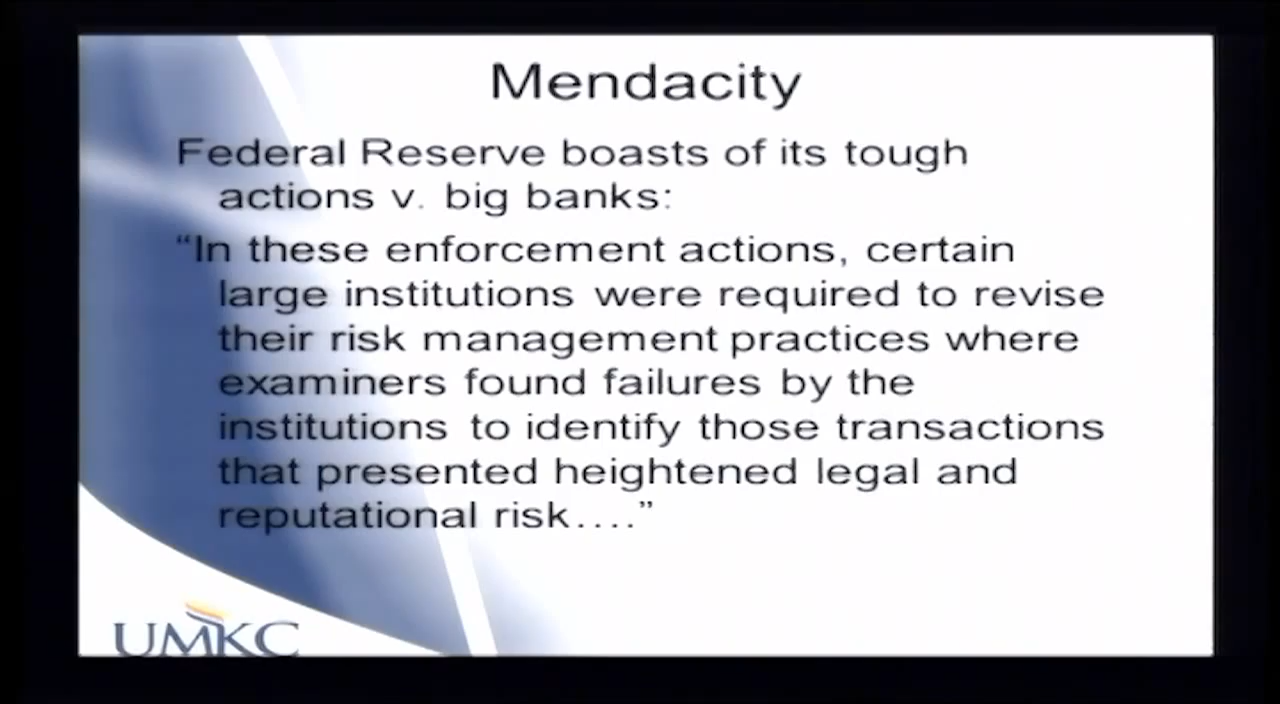 Mendacity
Federal Reserve boasts of its tough
actions v. big banks:
“In these enforcement actions, certain
large institutions were required to revise
their risk management practices where
examiners found failures by the
institutions to identify those transactions
that presented heightened legal and
reputational risk….”
UMKC